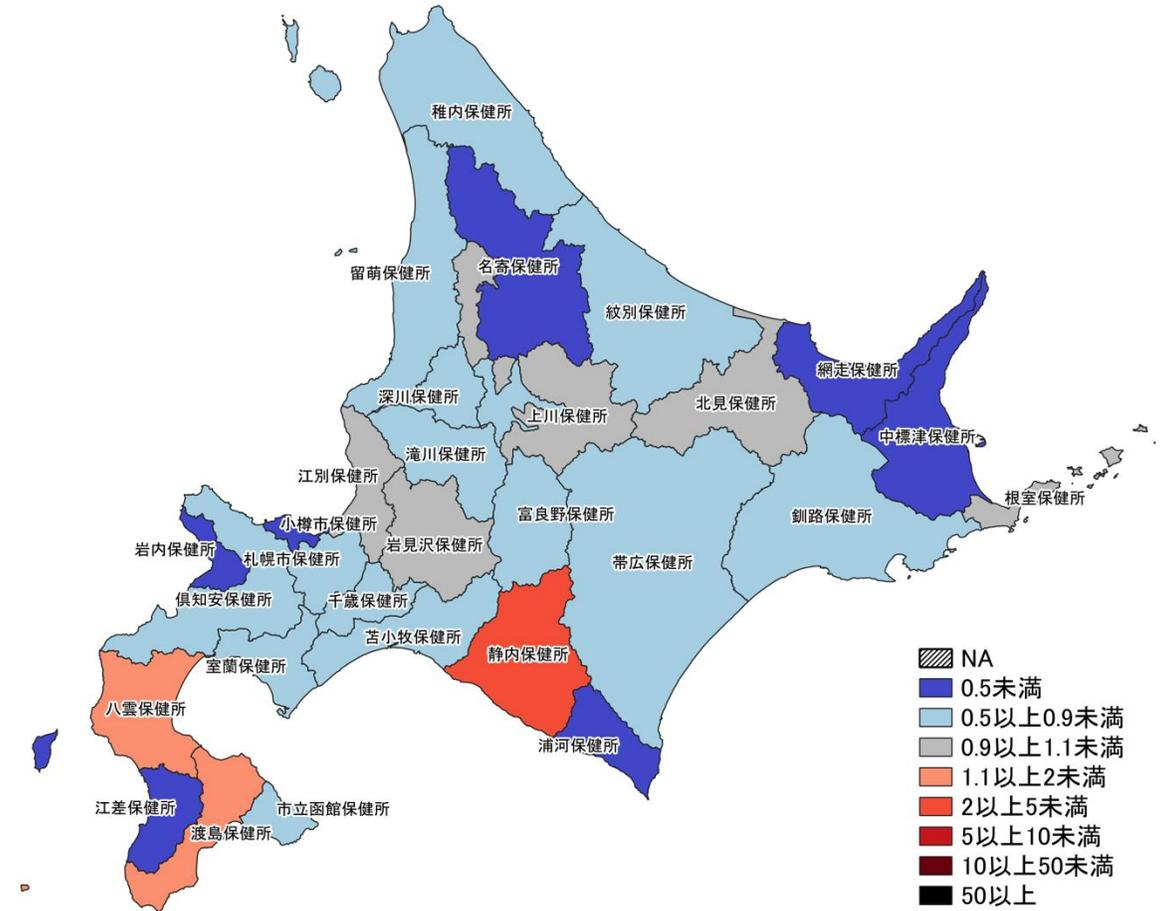 稚内保健所
名寄保健所
留萌保健所
紋別保健所
網走保健所
深川保健所
北見保健所
上川保健所
中標津保健所
滝川保健所
江別保健所
根室保健所
富良野保健所
釧路保健所
小樽市保健所
岩見沢保健所
岩内保健所
札幌市保健所
帯広保健所
倶知安保健所
千歳保健所
苫小牧保健所
静内保健所
室蘭保健所
八雲保健所
浦河保健所
江差保健所
市立函館保健所
渡島保健所
NA
0.5未満
0.5以上0.9未満
0.9以上1.1未満
1.1以上2未満
2以上5未満
5以上10未満
10以上50未満
50以上